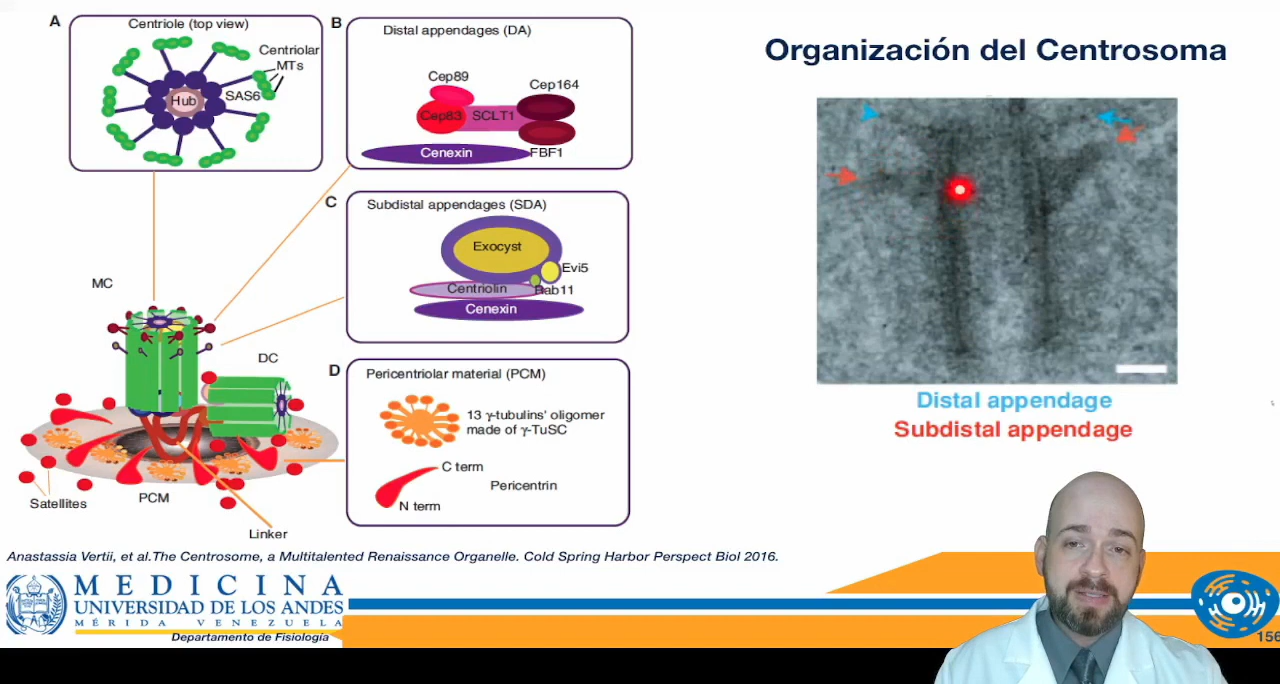 Organización del Centrosoma
A
Centriole (top view)
Centriolar
MTs
SAS6
Hub
B
Distal appendages (DA)
Cep89
Cep164
Cep83
SCLT1
Cenexin
FBF1
C
Subdistal appendages (SDA)
Exocyst
Evi5
Centriolin
Rab11
Cenexin
MC
DC
D
Pericentriolar material (PCM)
13 γ-tubulins' oligomer
made of γ-TuSC
C term
Pericentrin
N term
Satellites
PCM
Linker
Distal appendage
Subdistal appendage
Anastassia Vertii, et al.The Centrosome, a Multitalented Renaissance Organelle. Cold Spring Harbor Perspect Biol 2016.
MEDICINA
UNIVERSIDAD DE LOS ANDES
MÉRIDA VENEZUELA
Departamento de Fisiología
156